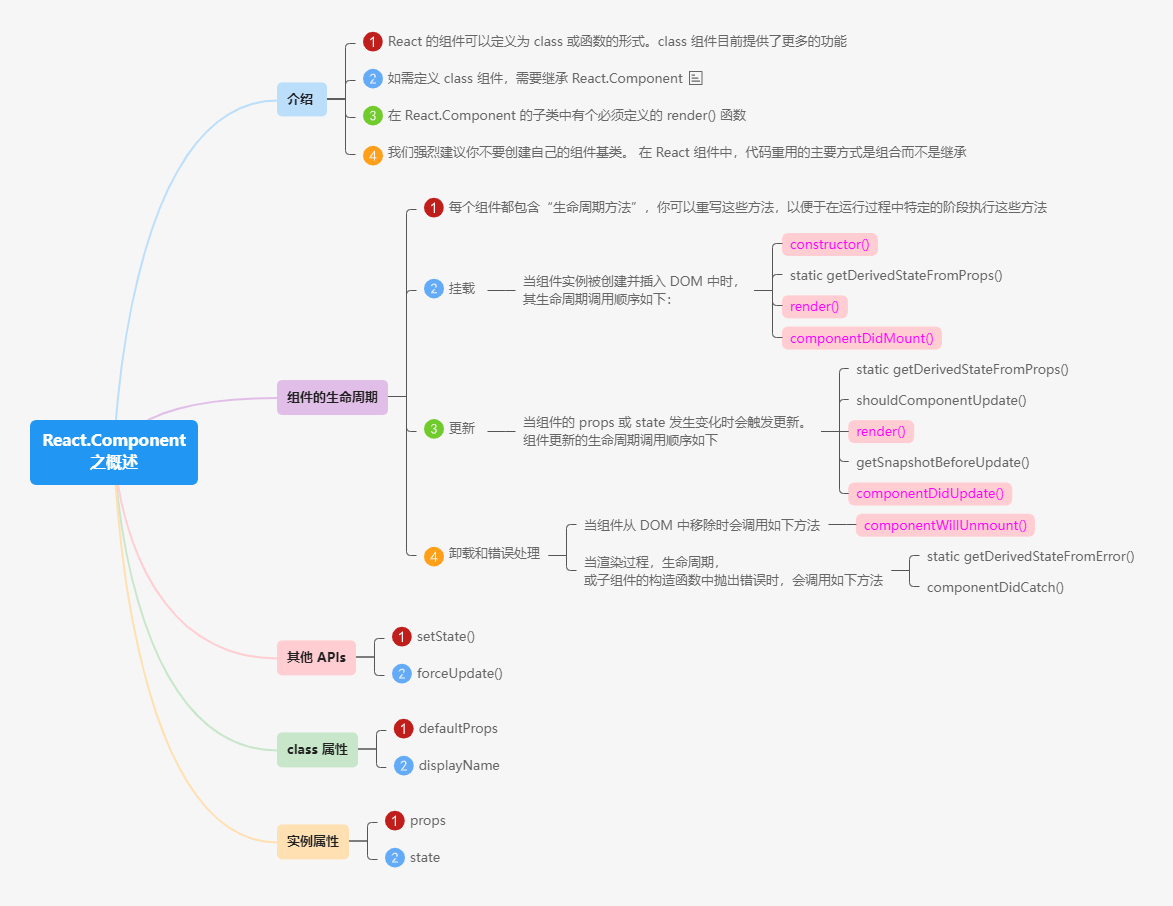 React.Component
之概述
介绍
1 React 的组件可以定义为 class 或函数的形式。class 组件目前提供了更多的功能
2 如需定义 class 组件，需要继承 React.Component
3 在 React.Component 的子类中有个必须定义的 render() 函数
4 我们强烈建议你不要创建自己的组件基类。 在 React 组件中，代码重用的主要方式是组合而不是继承
组件的生命周期
1 每个组件都包含“生命周期方法”，你可以重写这些方法，以便于在运行过程中特定的阶段执行这些方法
2 挂载
当组件实例被创建并插入 DOM 中时，
其生命周期调用顺序如下：
constructor()
static getDerivedStateFromProps()
render()
componentDidMount()
3 更新
当组件的 props 或 state 发生变化时会触发更新。
组件更新的生命周期调用顺序如下
static getDerivedStateFromProps()
shouldComponentUpdate()
render()
getSnapshotBeforeUpdate()
componentDidUpdate()
4 卸载和错误处理
当组件从 DOM 中移除时会调用如下方法
componentWillUnmount()
当渲染过程，生命周期，
或子组件的构造函数中抛出错误时，会调用如下方法
static getDerivedStateFromError()
componentDidCatch()
其他 APIs
1 setState()
2 forceUpdate()
class 属性
1 defaultProps
2 displayName
实例属性
1 props
2 state